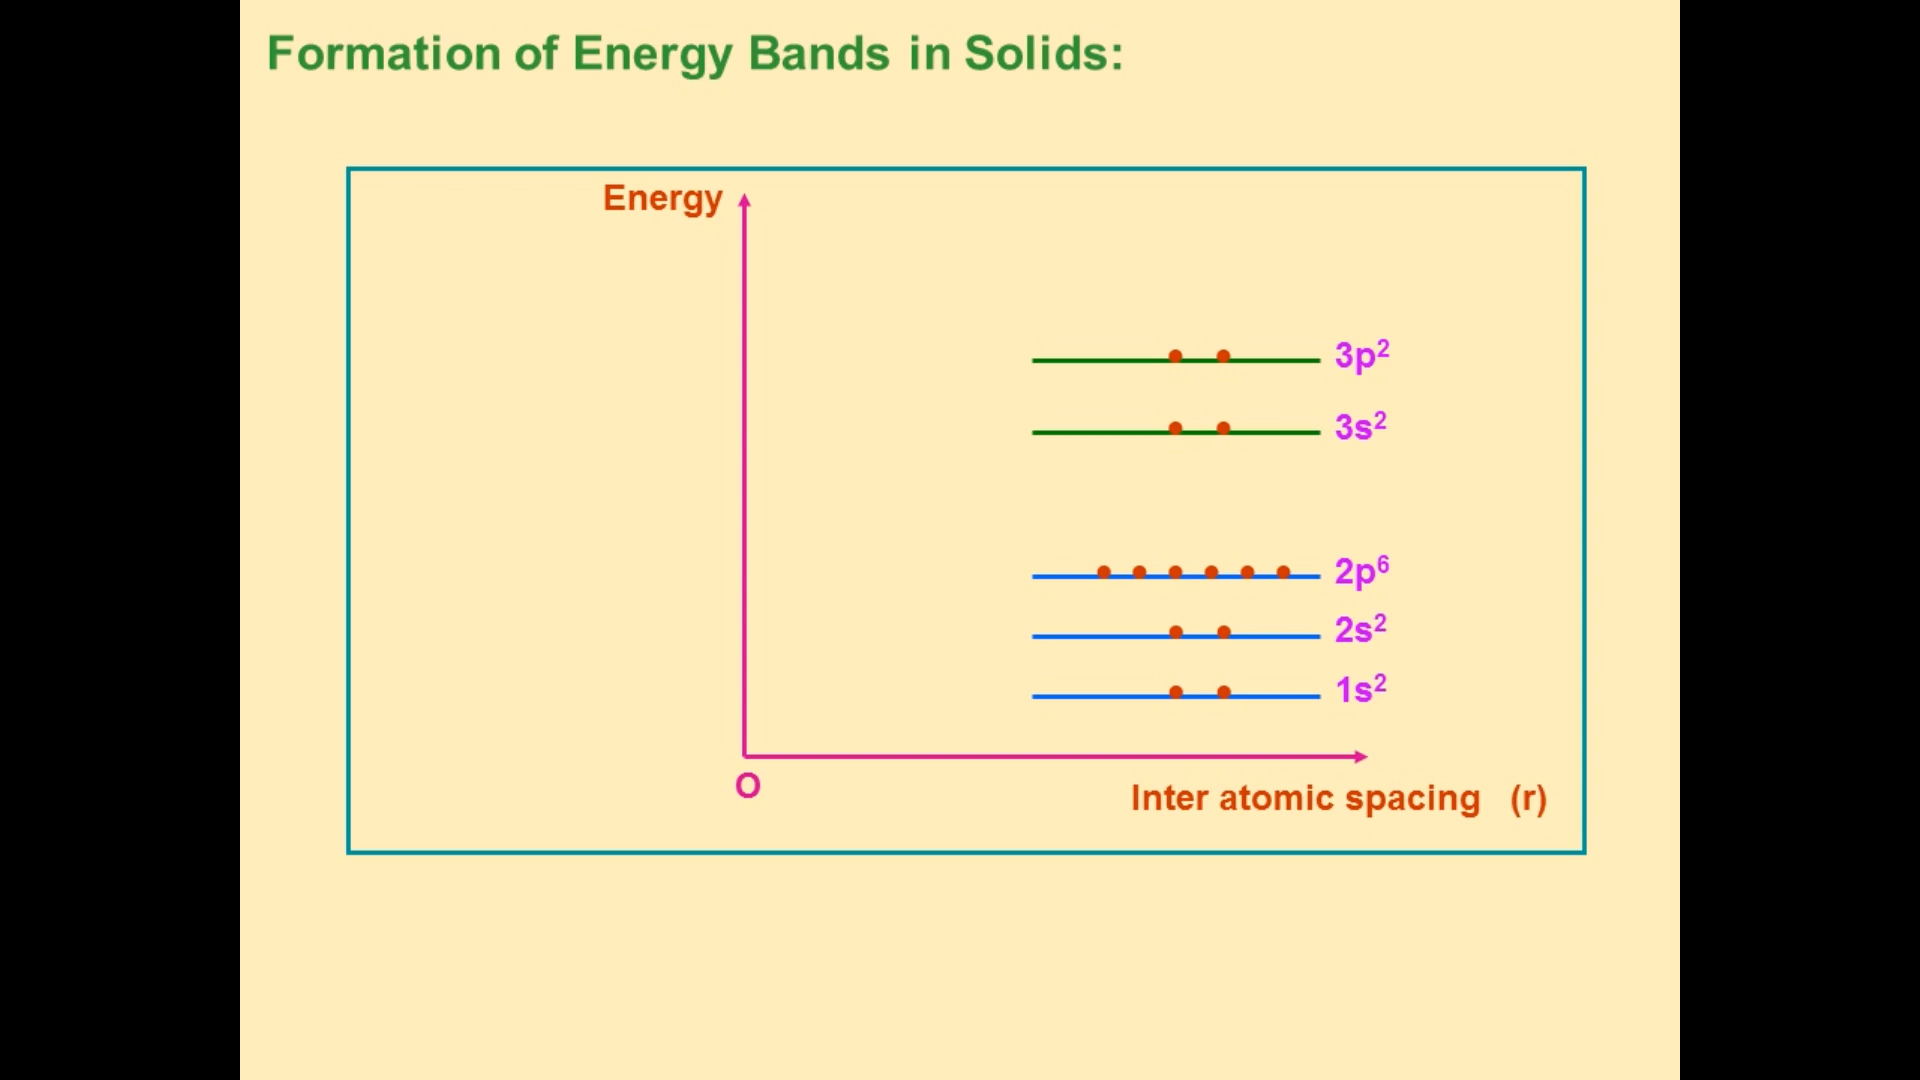 Formation of Energy Bands in Solids:
Energy
3p²
3s²
2p⁶
2s²
1s²
O
Inter atomic spacing (r)